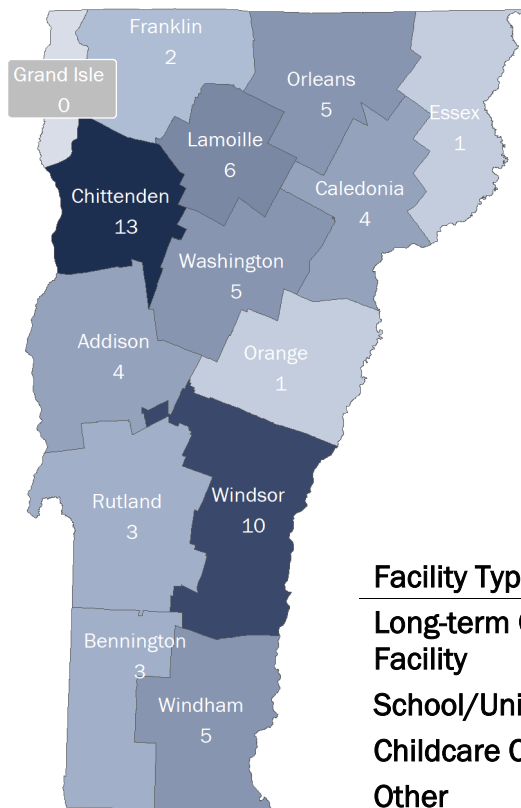 Franklin
2
Grand Isle
0
Orleans
5
Essex
1
Lamoille
6
Chittenden
13
Caledonia
4
Washington
5
Addison
4
Orange
1
Rutland
3
Windsor
10
Bennington
3
Windham
5
Facility Typ
Long-term
Facility
School/Uni
Childcare C
Other